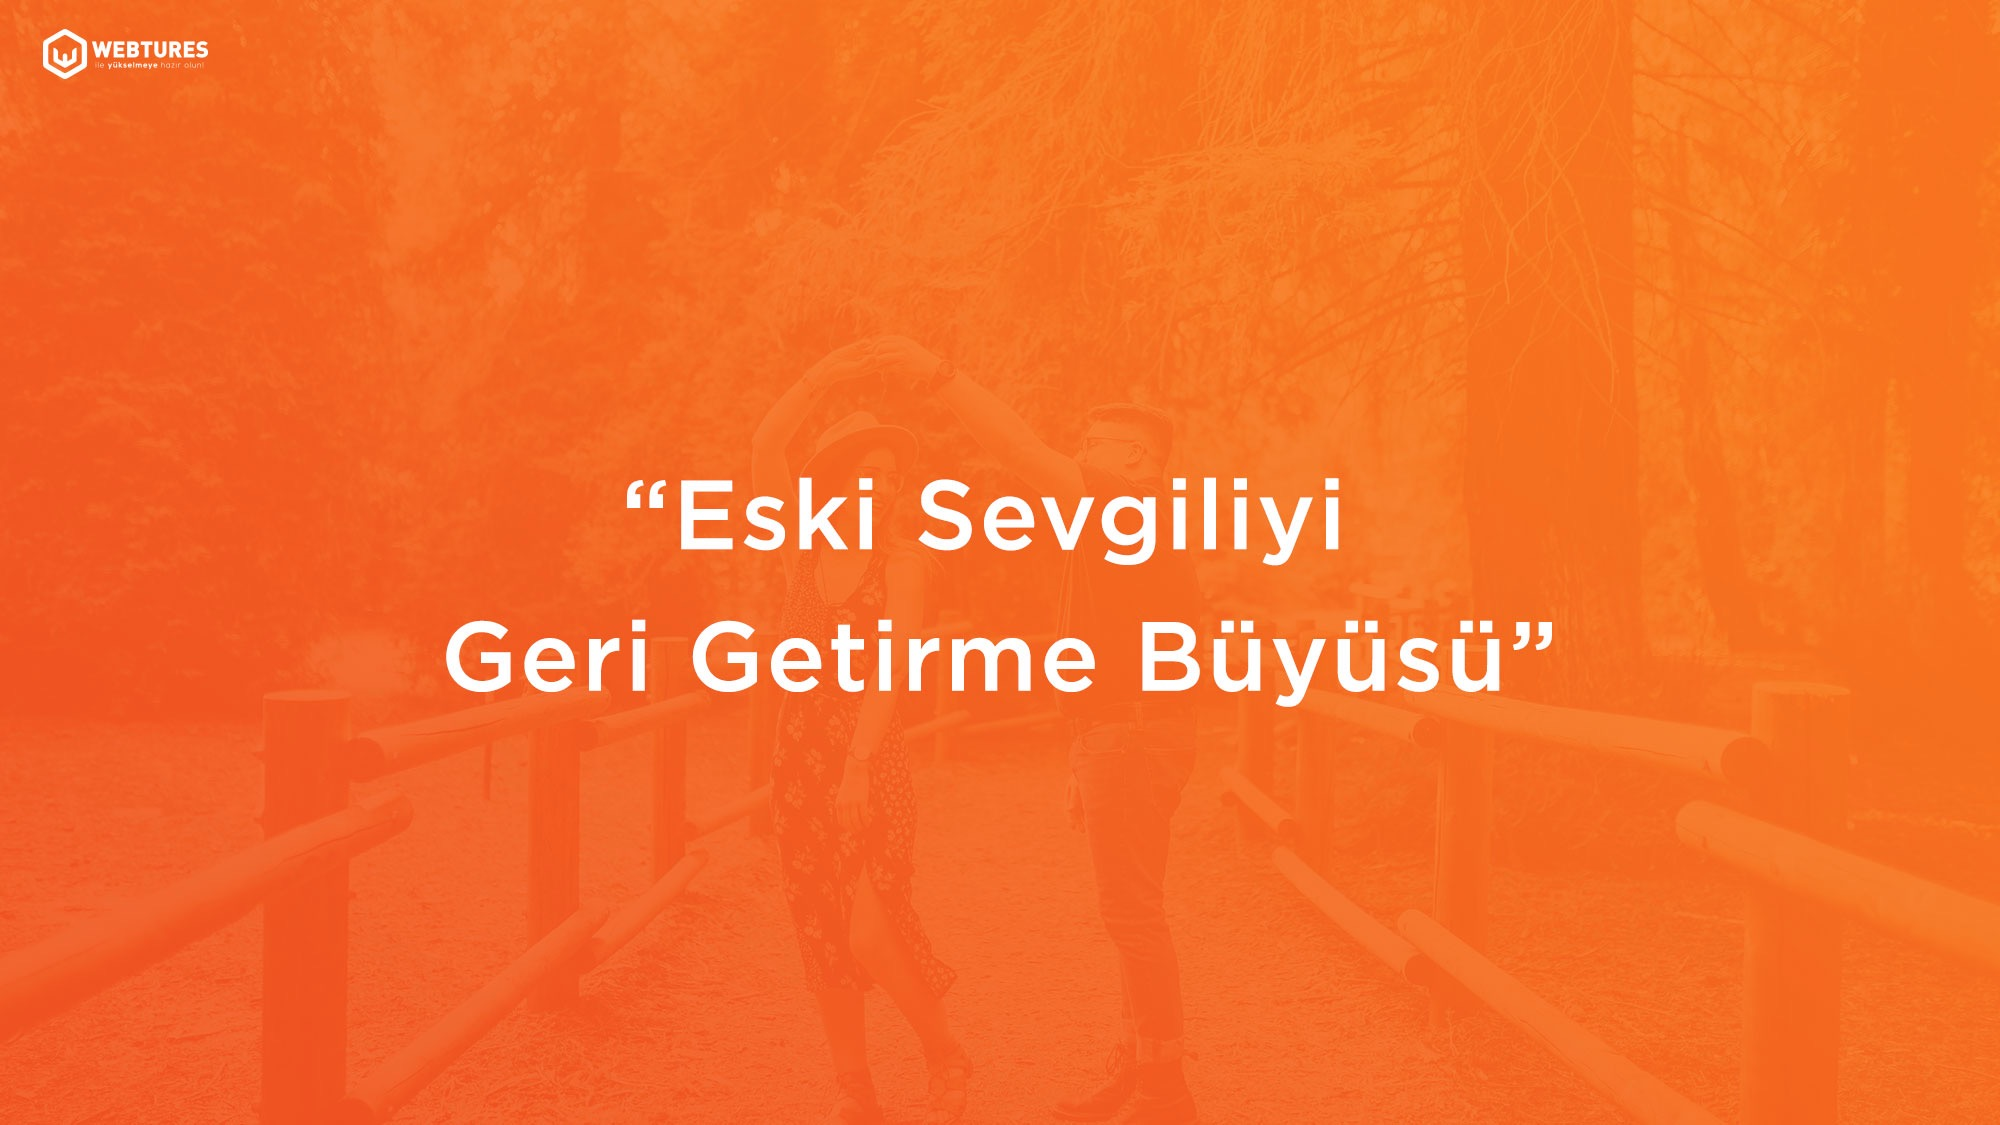 WEBTURES
ile yükselmeye hazır olun!
“Eski Sevgiliyi
Geri Getirme Büyüsü”